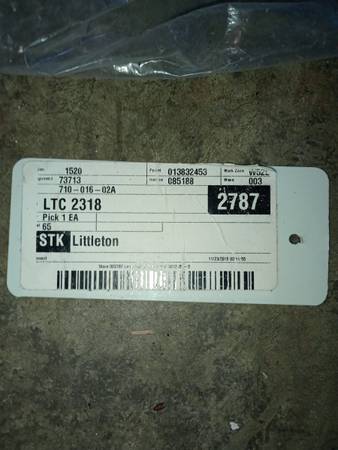 1520 013832453 Work Zone W52L
73713 085188 003
710-016-02A
LTC 2318 2787
Pick 1 EA
65
STK Littleton